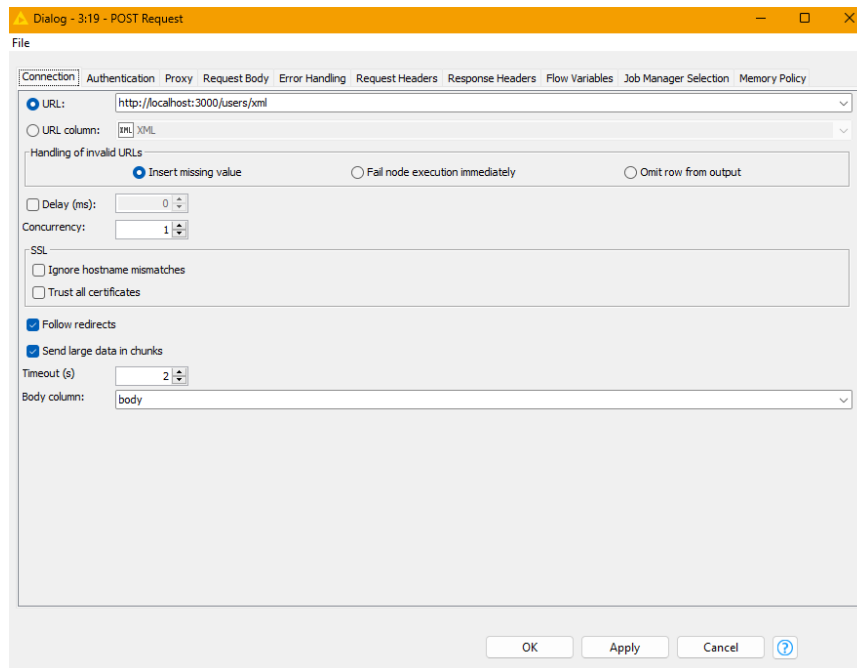 Dialog - 3:19 - POST Request
File
Connection Authentication Proxy Request Body Error Handling Request Headers Response Headers Flow Variables Job Manager Selection Memory Policy
URL: http://localhost:3000/users/xml
URL column: XML XML
Handling of invalid URLs
Insert missing value Fail node execution immediately Omit row from output
Delay (ms): 0
Concurrency: 1
SSL
Ignore hostname mismatches
Trust all certificates
Follow redirects
Send large data in chunks
Timeout (s) 2
Body column: body
OK Apply Cancel ?